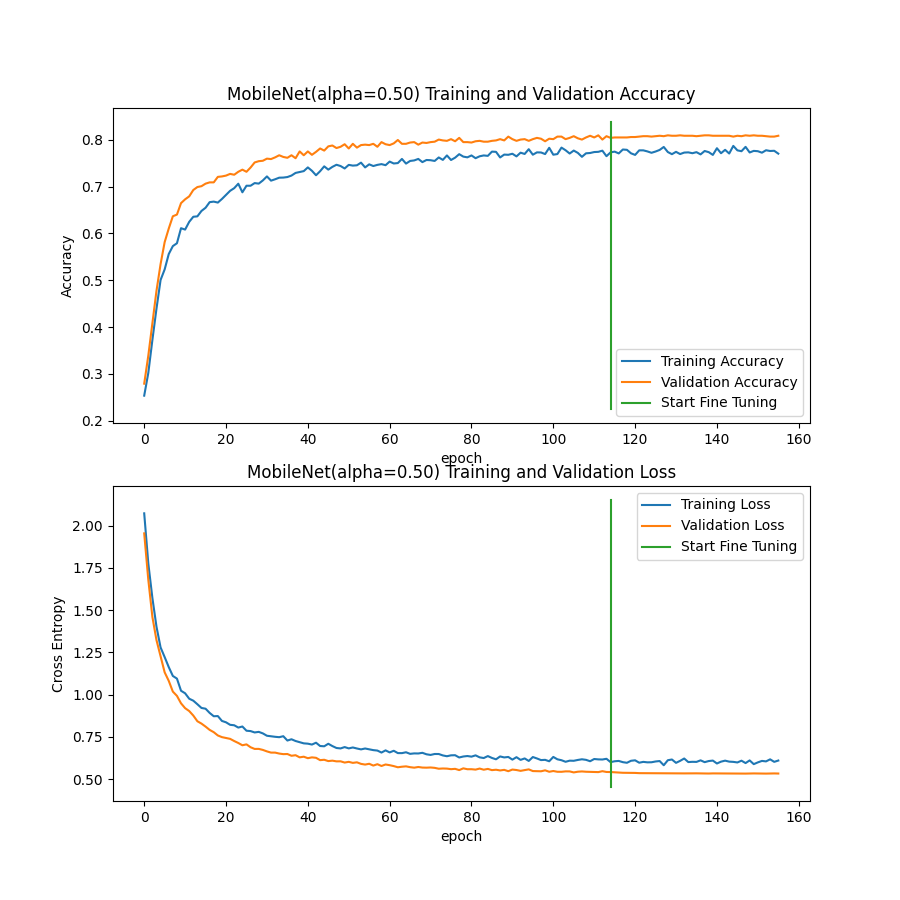 MobileNet(alpha=0.50) Training and Validation Accuracy
Accuracy
0.8
0.7
0.6
0.5
0.4
0.3
0.2
Training Accuracy
Validation Accuracy
Start Fine Tuning
0 20 40 60 80 100 120 140 160
epoch
MobileNet(alpha=0.50) Training and Validation Loss
Cross Entropy
2.00
1.75
1.50
1.25
1.00
0.75
0.50
Training Loss
Validation Loss
Start Fine Tuning
0 20 40 60 80 100 120 140 160
epoch